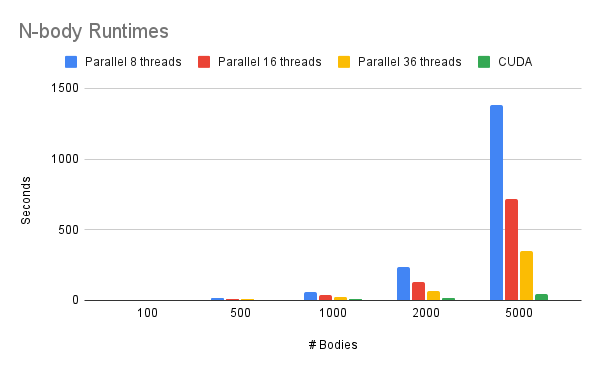 N-body Runtimes
Parallel 8 threads Parallel 16 threads Parallel 36 threads CUDA
1500
1000
500
0
Seconds
100 500 1000 2000 5000
# Bodies